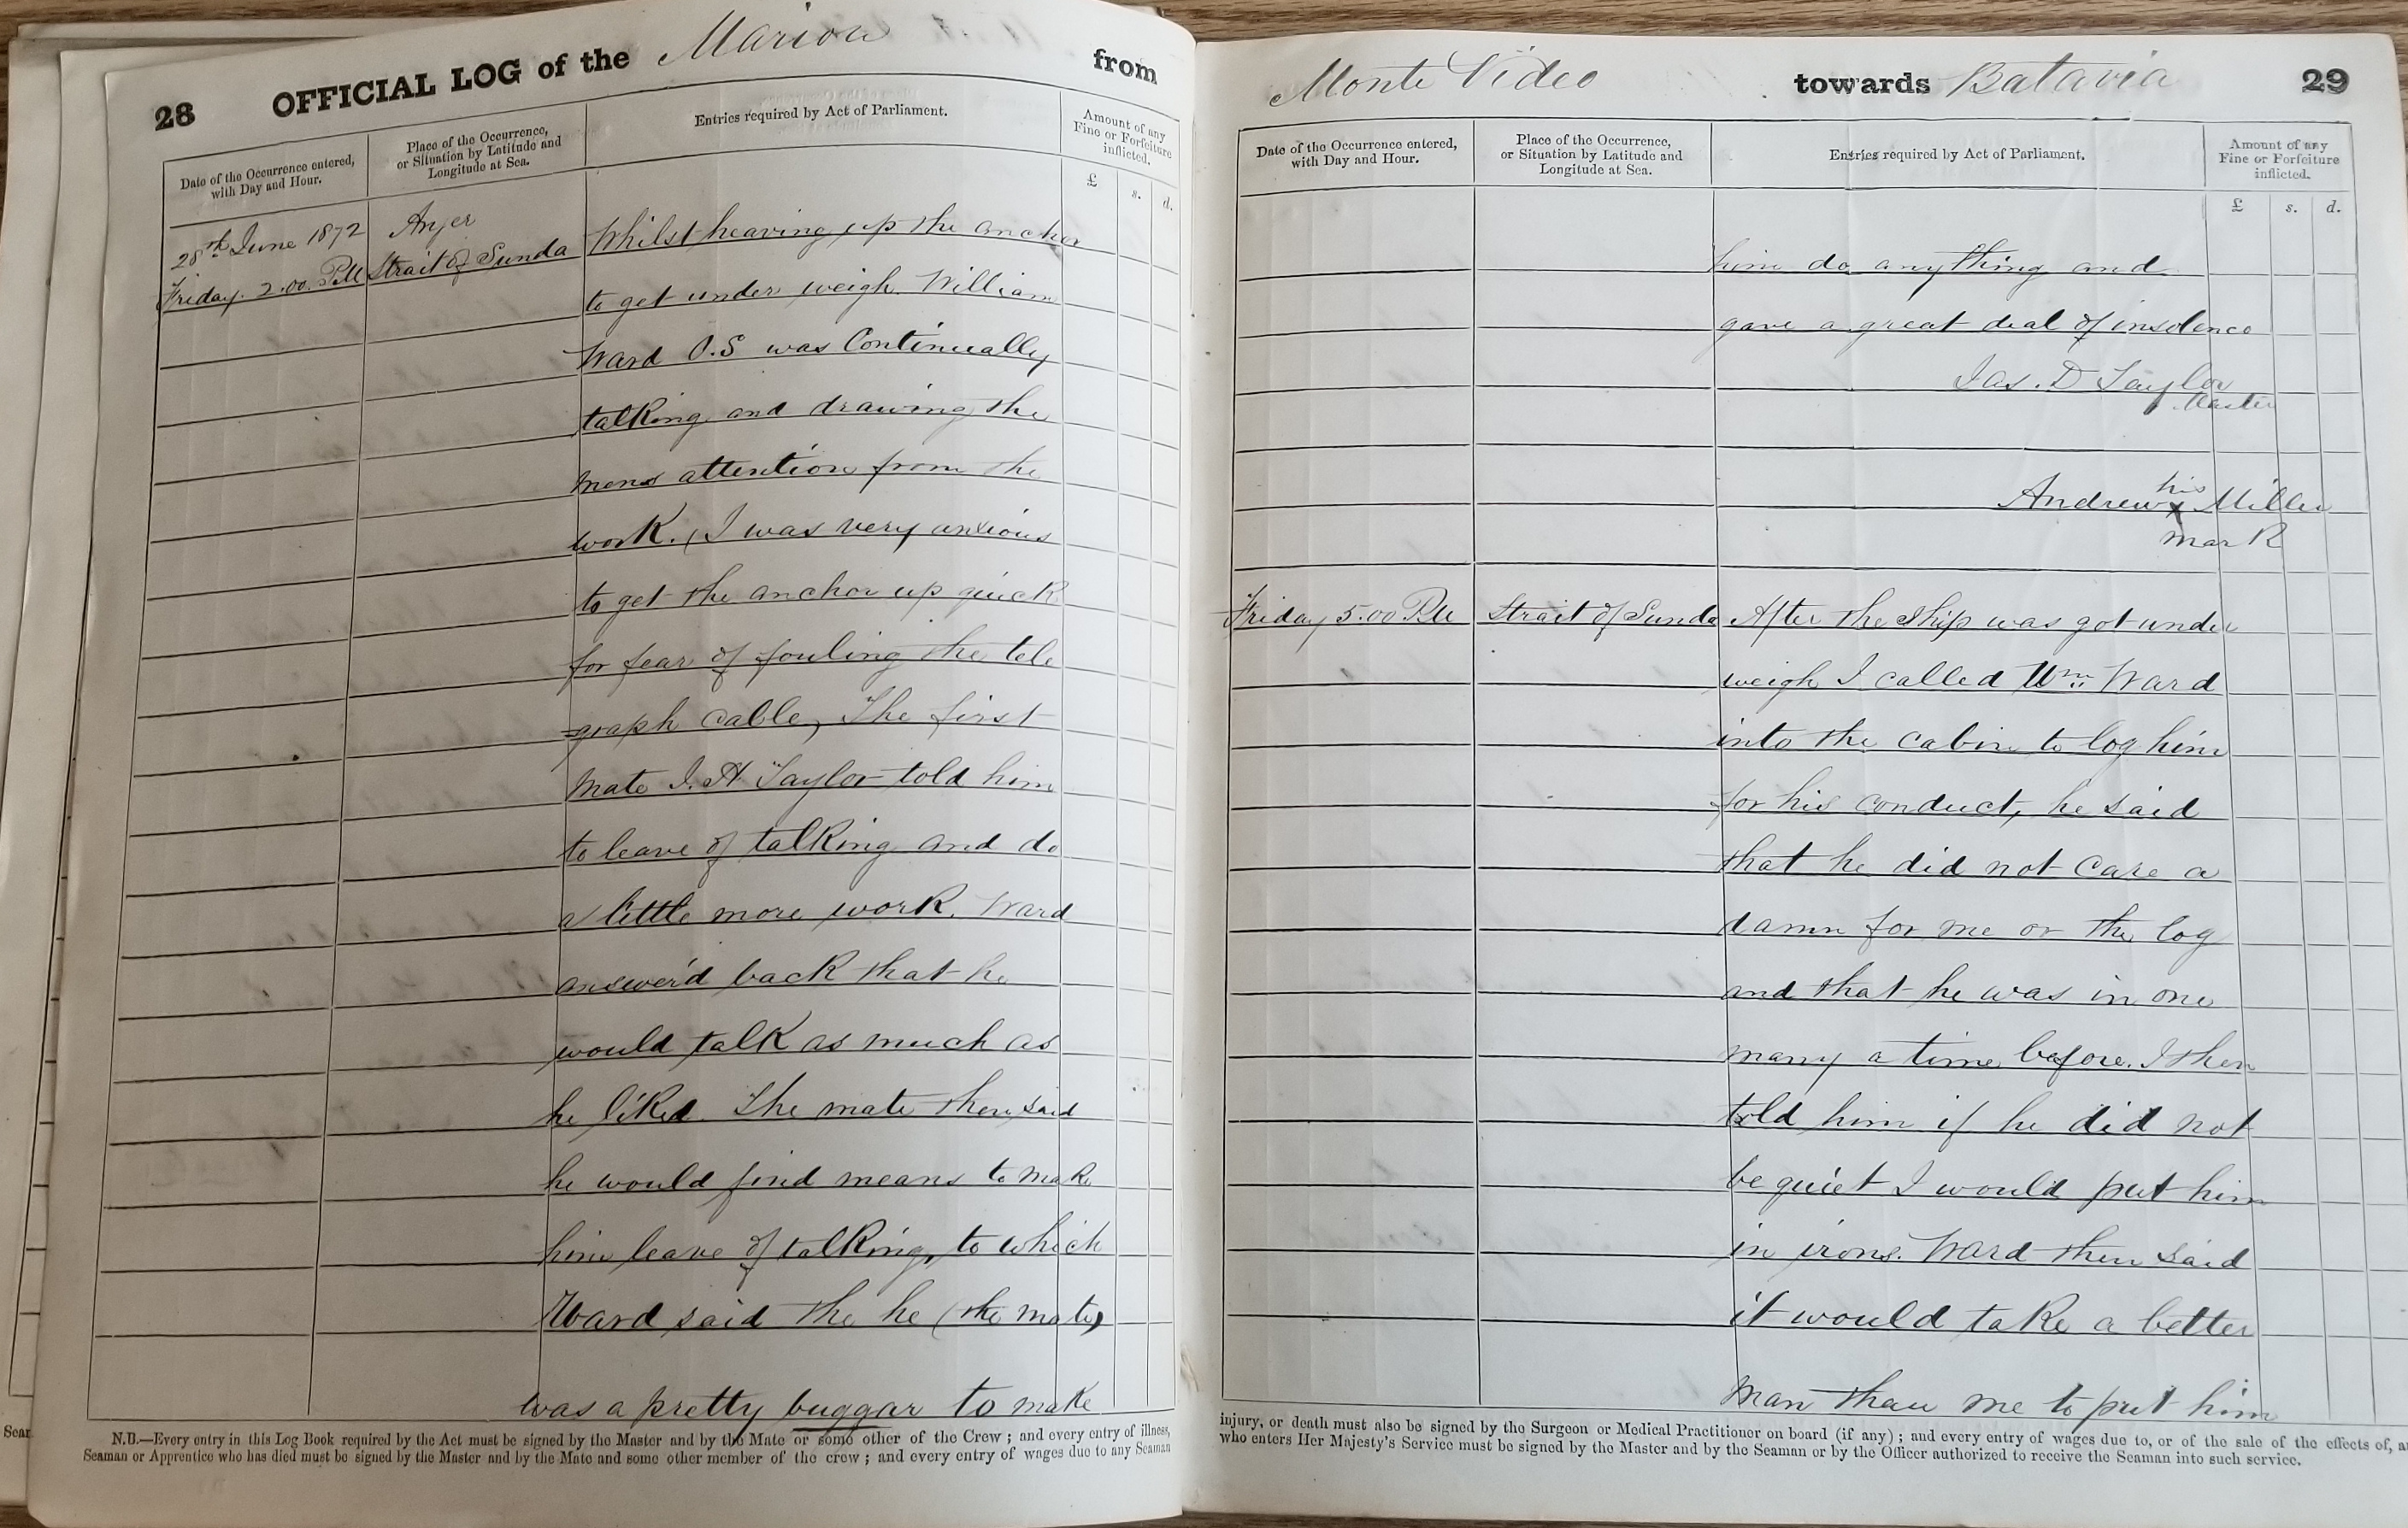 28 OFFICIAL LOG of the Marion from
Date of the Occurrence entered, with Day and Hour.
Place of the Occurrence, or Situation by Latitude and Longitude at Sea.
Entries required by Act of Parliament.
Amount of any Fine or Forfeiture inflicted.
£ s. d.
28th June 1872
Friday. 2.00. PM
Anjer
Strait of Sunda
Whilst heaving up the anchor
to get under weigh William
Ward O.S was Continually
talking and drawing the
mens attention from the
work. (I was very anxious
to get the anchor up quick
for fear of fouling the tele
=graph cable, The first
mate J. H Taylor told him
to leave of talking and do
a little more work. Ward
answer'd back that he
would talk as much as
he liked. The mate then said
he would find means to make
him leave of talking, to which
Ward said the he (the mate)
was a pretty buggar to make
N.B.—Every entry in this Log Book required by the Act must be signed by the Master and by the Mate or some other of the Crew; and every entry of illness,
Seaman or Apprentice who has died must be signed by the Master and by the Mate and some other member of the crew; and every entry of wages due to any Seaman
Sear
Monte Video towards Batavia 29
Date of the Occurrence entered, with Day and Hour.
Place of the Occurrence, or Situation by Latitude and Longitude at Sea.
Entries required by Act of Parliament.
Amount of any Fine or Forfeiture inflicted.
£ s. d.
him do anything and
gave a great deal of insolence
Jas. D Taylor
Master
his
Andrew x Miller
mark
Friday 5.00 PM Strait of Sunda After the Ship was got under
weigh I called Wm Ward
into the cabin to log him
for his conduct, he said
that he did not care a
damn for me or the log
and that he was in one
many a time before. I then
told him if he did not
be quiet I would put him
in irons. Ward then said
it would take a better
man than me to put him
injury, or death must also be signed by the Surgeon or Medical Practitioner on board (if any); and every entry of wages due to, or of the sale of the effects of, a
who enters Her Majesty's Service must be signed by the Master and by the Seaman or by the Officer authorized to receive the Seaman into such service.